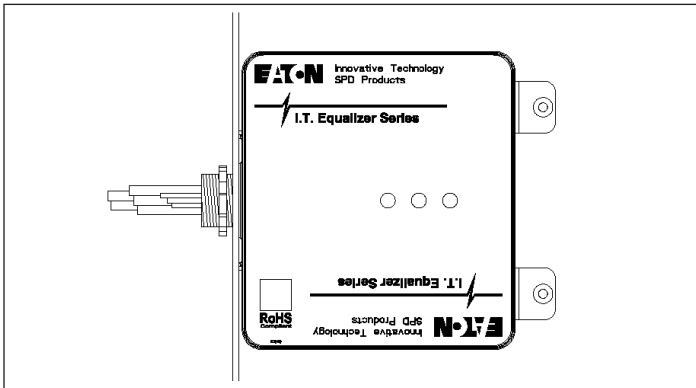 EATON
Innovative Technology
SPD Products
I.T. Equalizer Series
I.T. Equalizer Series
EATON
Innovative Technology
SPD Products
RoHS
Compliant